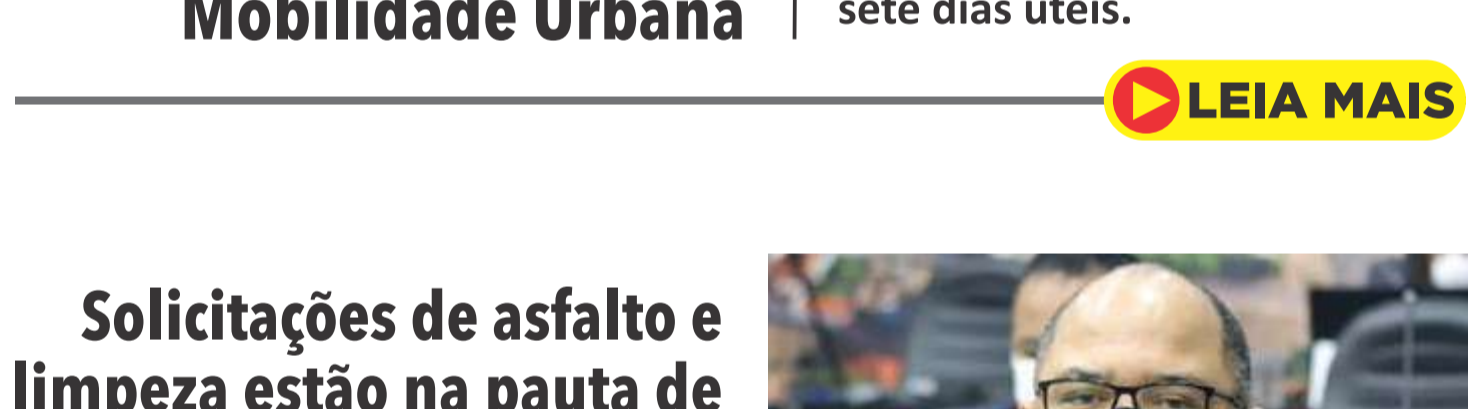 Mobilidade Urbana
sete dias úteis.
LEIA MAIS
Solicitações de asfalto e
limpeza estão na pauta de